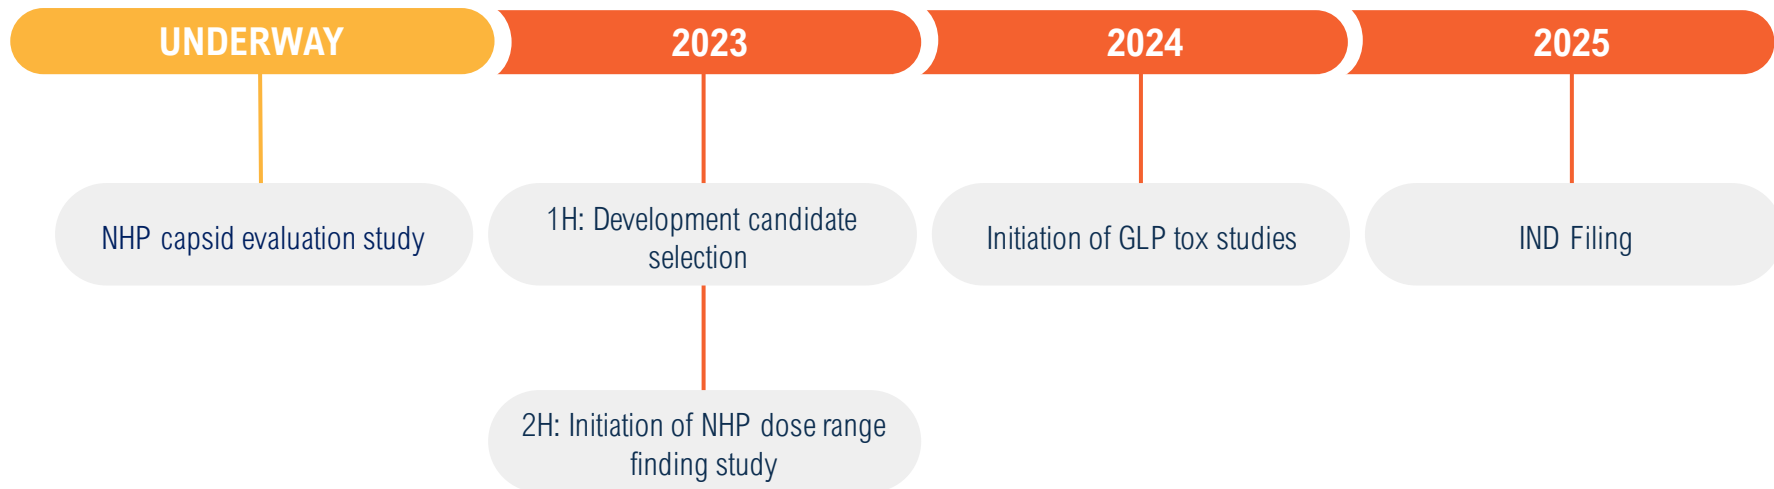 UNDERWAY
2023
2024
2025
NHP capsid evaluation study
1H: Development candidate
selection
Initiation of GLP tox studies
IND Filing
2H: Initiation of NHP dose range
finding study